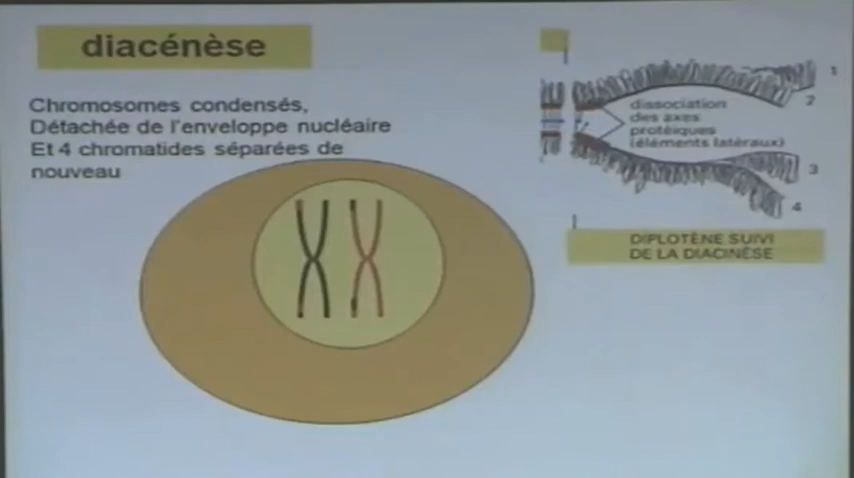 diacénèse
Chromosomes condensés,
Détachée de l'enveloppe nucléaire
Et 4 chromatides séparées de
nouveau
1
2
dissociation
des axes
protéiques
(éléments latéraux)
3
4
DIPLOTÈNE SUIVI
DE LA DIACINÈSE